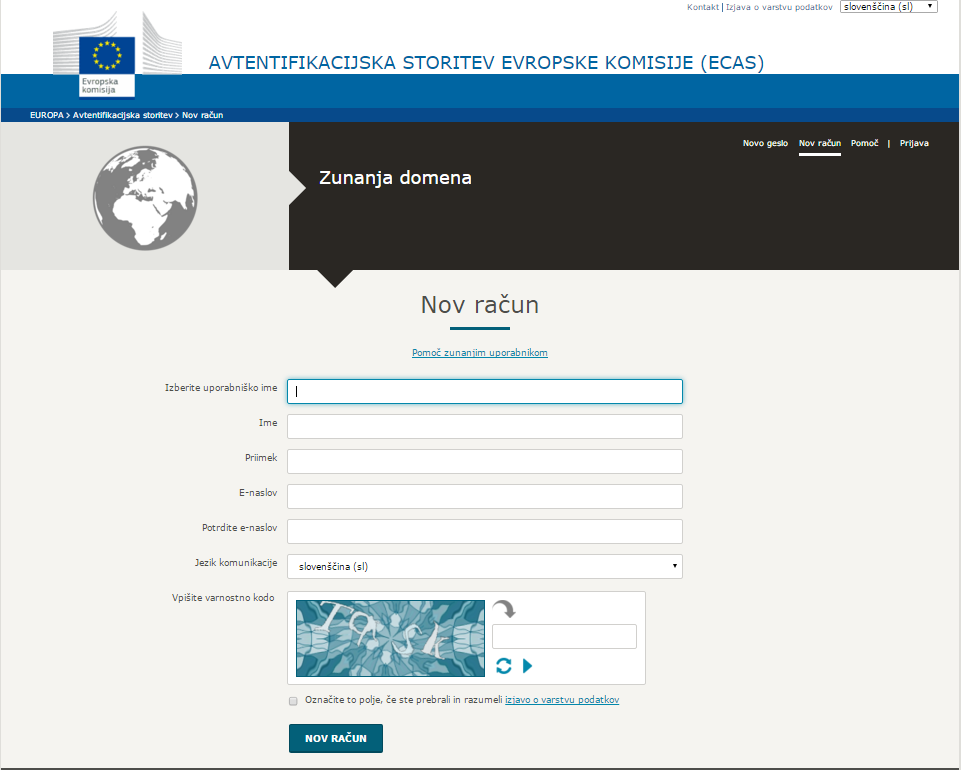 Kontakt | Izjava o varstvu podatkov slovenščina (sl)
AVTENTIFIKACIJSKA STORITEV EVROPSKE KOMISIJE (ECAS)
Evropska
komisija
EUROPA > Avtentifikacijska storitev > Nov račun
Novo geslo Nov račun Pomoč | Prijava
Zunanja domena
Nov račun
Pomoč zunanjim uporabnikom
Izberite uporabniško ime
Ime
Priimek
E-naslov
Potrdite e-naslov
Jezik komunikacije slovenščina (sl)
Vpišite varnostno kodo
Označite to polje, če ste prebrali in razumeli izjavo o varstvu podatkov
NOV RAČUN